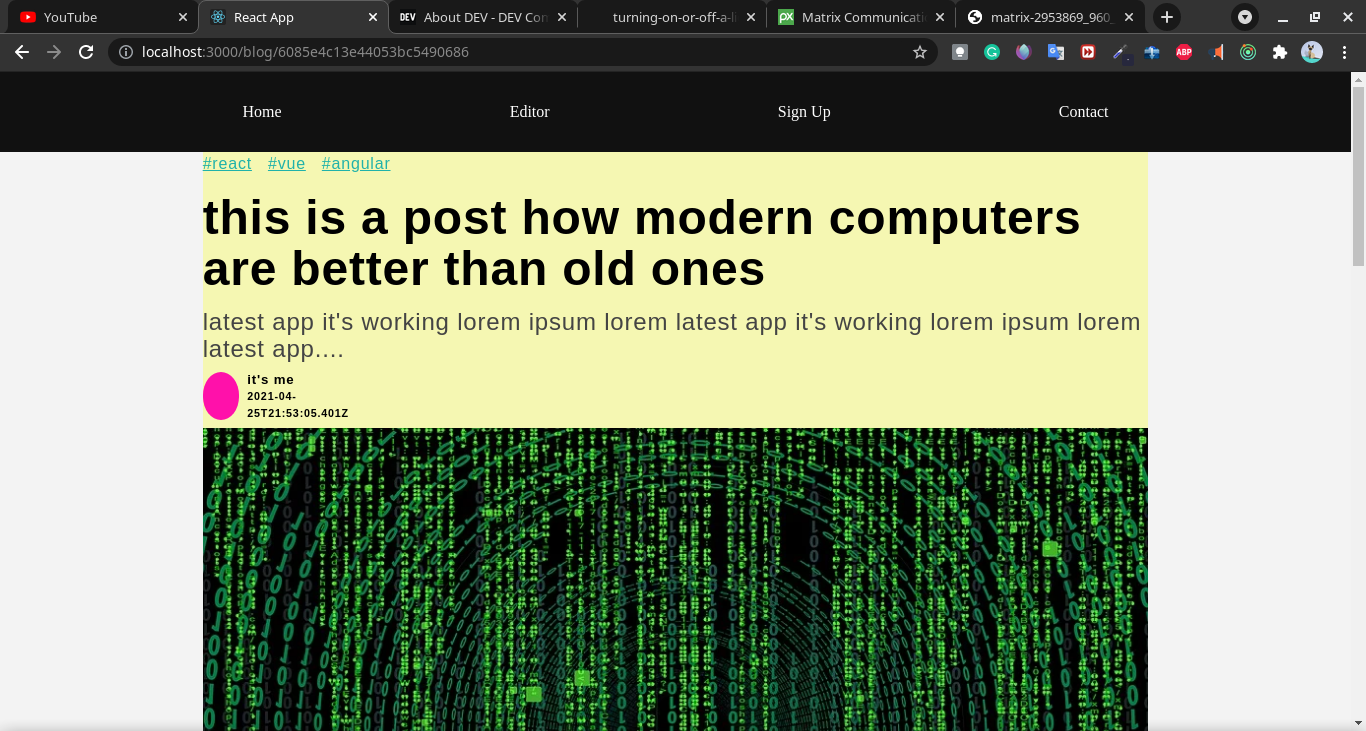 YouTube
React App
DEV About DEV - DEV Con
turning-on-or-off-a-li
px Matrix Communicati
matrix-2953869_960_
localhost:3000/blog/6085e4c13e44053bc5490686
ABP
Home Editor Sign Up Contact
#react #vue #angular
this is a post how modern computers
are better than old ones
latest app it's working lorem ipsum lorem latest app it's working lorem ipsum lorem
latest app....
it's me
2021-04-
25T21:53:05.401Z